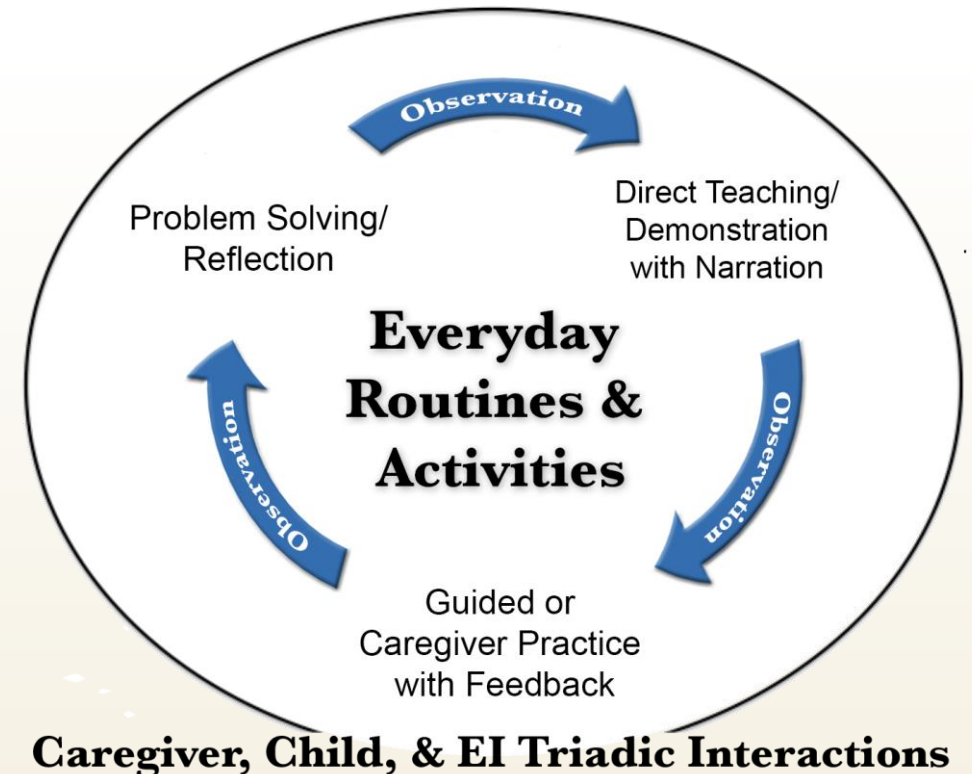 Observation
Problem Solving/
Reflection
Direct Teaching/
Demonstration
with Narration
Everyday
Routines &
Activities
Observation
Observation
Guided or
Caregiver Practice
with Feedback
Caregiver, Child, & EI Triadic Interactions